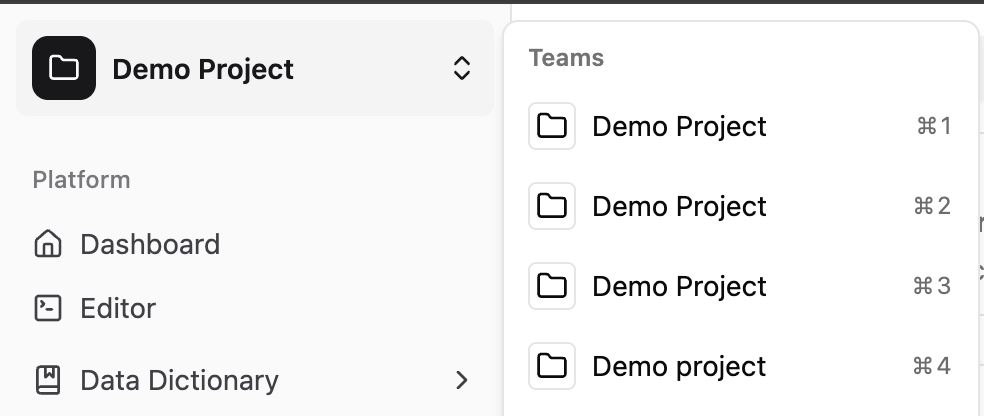 Demo Project
Platform
Dashboard
Editor
Data Dictionary
Teams
Demo Project ⌘1
Demo Project ⌘2
Demo Project ⌘3
Demo project ⌘4